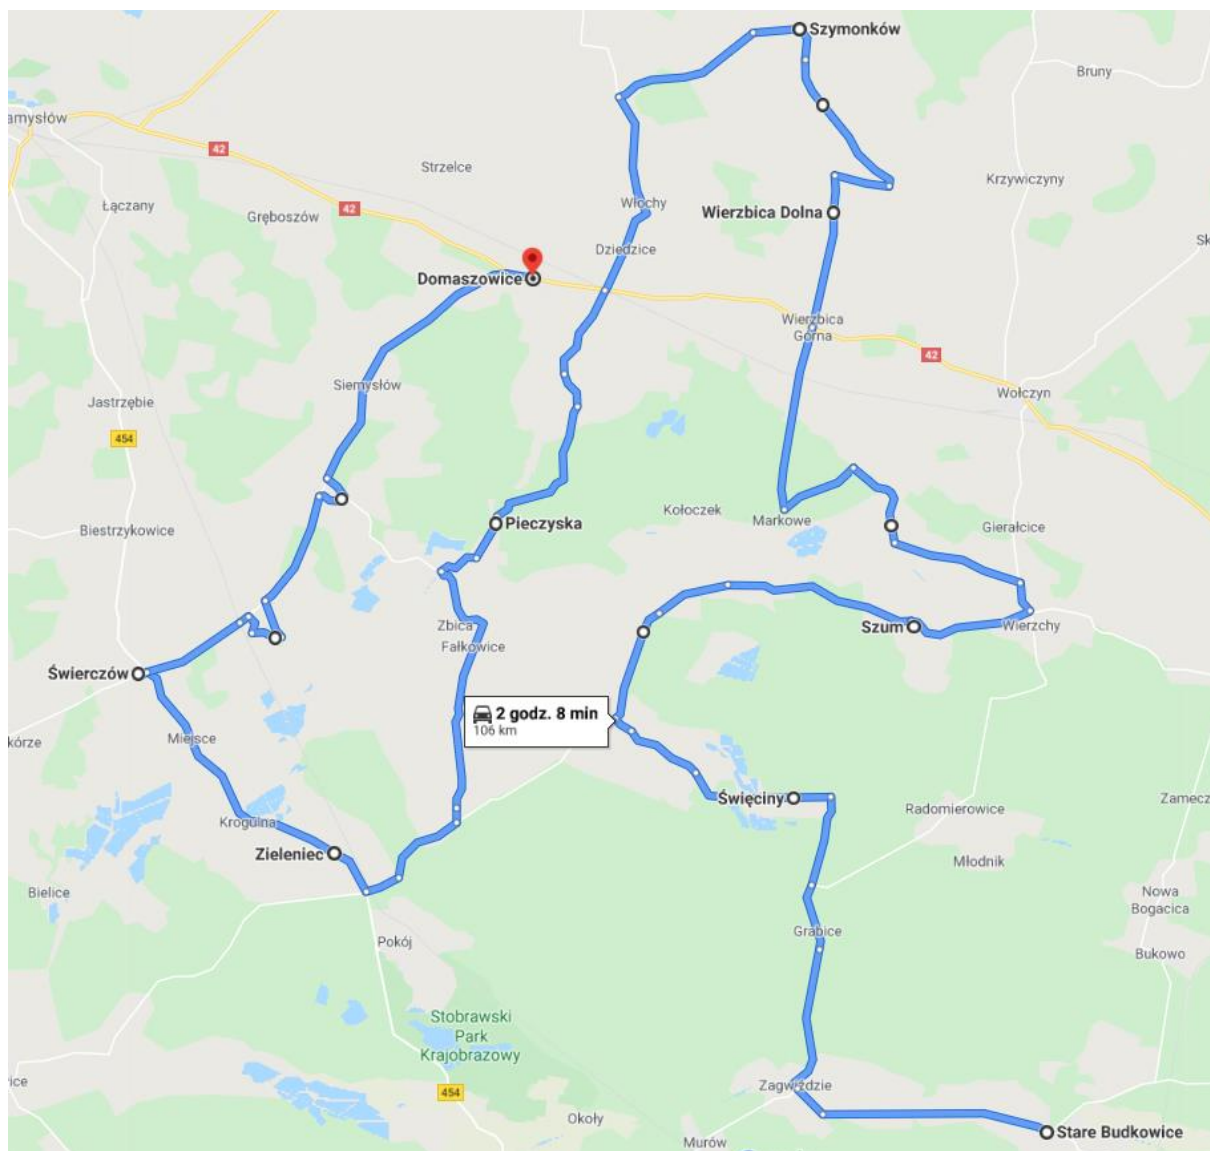 Szymonków
Bruny
amysłów
42
Strzelce
Krzywiczyny
Łączany
Gręboszów
42
Włochy
Wierzbica Dolna
Sk
Dziedzice
Domaszowice
Wierzbica
Górna
42
Siemysłów
Wołczyn
Jastrzębie
454
Biestrzykowice
Pieczyska
Kołoczek
Markowe
Gierałcice
Zbica
Szum
Wierzchy
Fałkowice
Świerczów
2 godz. 8 min
106 km
kórze
Miejsce
Święciny
Zamecz
Radomierowice
Krogulna
Zieleniec
Młodnik
Bielice
Nowa
Bogacica
Grabice
Pokój
Bukowo
Stobrawski
Park
Krajobrazowy
ice
Zagwiździe
454
Okoły
Stare Budkowice
Murów